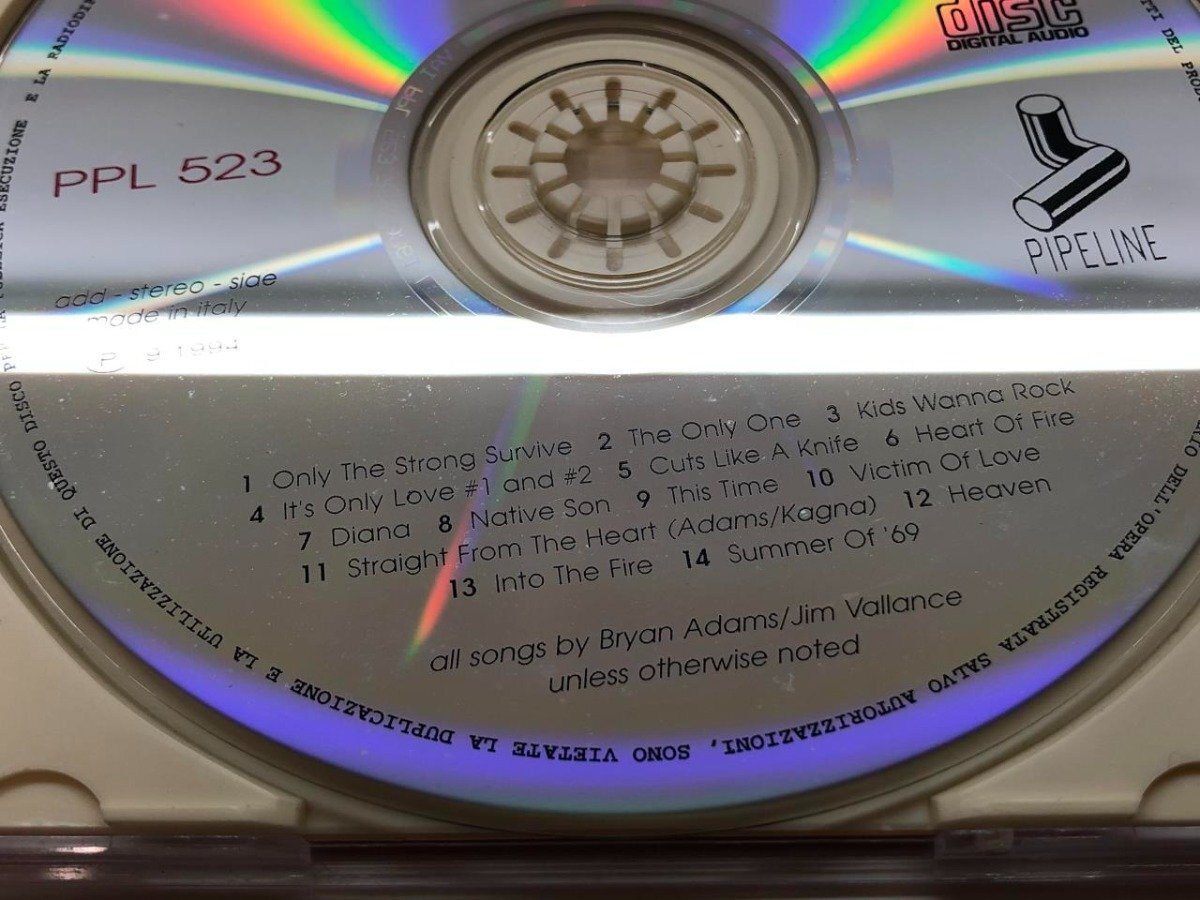 disc
DIGITAL AUDIO
PPL 523
PIPELINE
add - stereo - siae
made in italy
P 9 1994
1 Only The Strong Survive 2 The Only One 3 Kids Wanna Rock
4 It's Only Love #1 and #2 5 Cuts Like A Knife 6 Heart Of Fire
7 Diana 8 Native Son 9 This Time 10 Victim Of Love
11 Straight From The Heart (Adams/Kagna) 12 Heaven
13 Into The Fire 14 Summer Of '69
all songs by Bryan Adams/Jim Vallance
unless otherwise noted
DELL'OPERA REGISTRATA SALVO AUTORIZZAZIONI, SONO VIETATE LA DUPLICAZIONE E LA UTILIZZAZIONE DI QUESTO DISCO
ESECUZIONE E LA